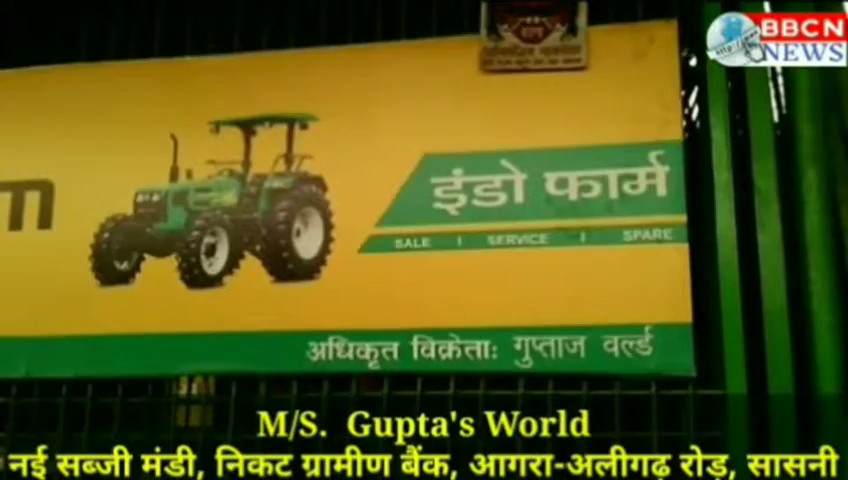 BBCN
NEWS
m
इंडो फार्म
SALE | SERVICE | SPARE
अधिकृत विक्रेताः गुप्ताज वर्ल्ड
M/S. Gupta's World
नई सब्जी मंडी, निकट ग्रामीण बैंक, आगरा-अलीगढ़ रोड़, सासनी